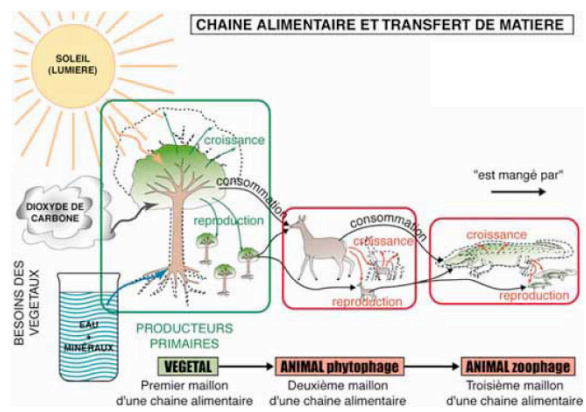 CHAINE ALIMENTAIRE ET TRANSFERT DE MATIERE
SOLEIL
(LUMIERE)
croissance
"est mangé par"
DIOXYDE DE
CARBONE
consommation
reproduction
consommation
croissance
croissance
reproduction
reproduction
BESOINS DES
VEGETAUX
EAU
+
MINÉRAUX
PRODUCTEURS
PRIMAIRES
VEGETAL
ANIMAL phytophage
ANIMAL zoophage
Premier maillon
d'une chaine alimentaire
Deuxième maillon
d'une chaine alimentaire
Troisième maillon
d'une chaine alimentaire